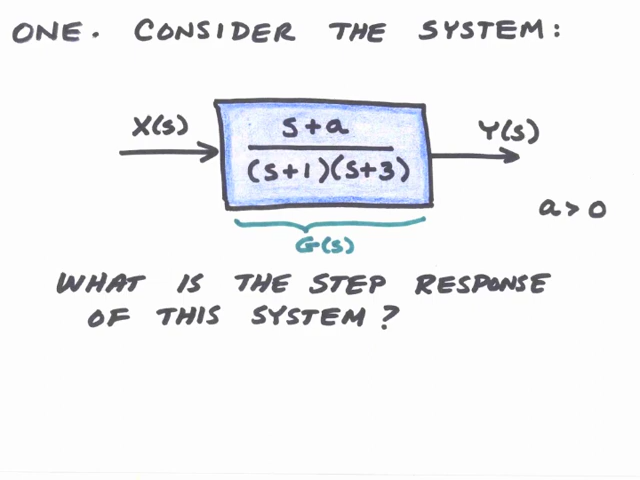 ONE. CONSIDER THE SYSTEM:
X(s)
s+a
(s+1)(s+3)
Y(s)
a>0
G(s)
WHAT IS THE STEP RESPONSE
OF THIS SYSTEM?